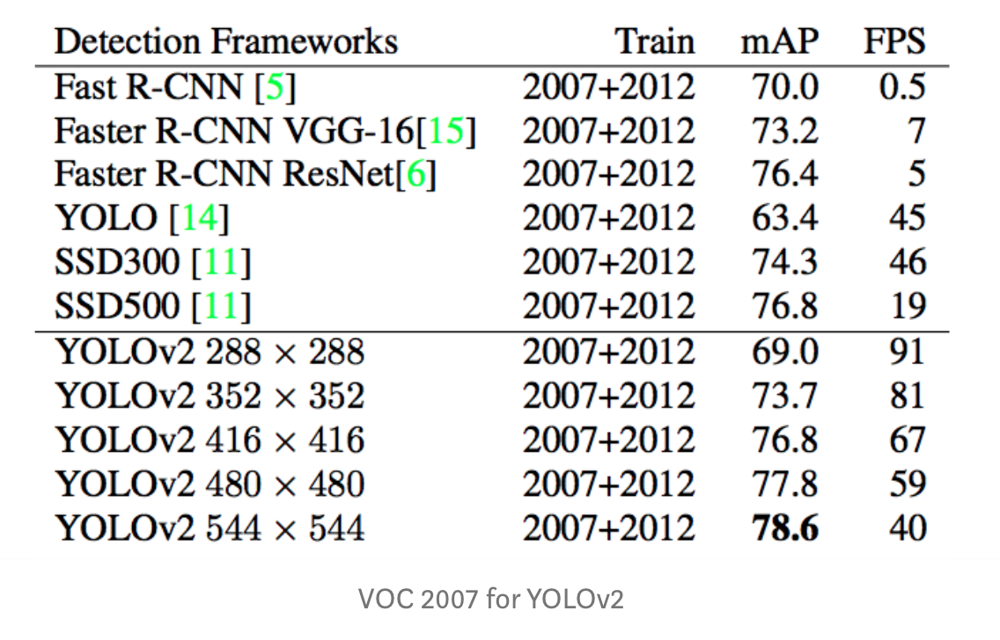 Detection Frameworks Train mAP FPS
Fast R-CNN [5] 2007+2012 70.0 0.5
Faster R-CNN VGG-16[15] 2007+2012 73.2 7
Faster R-CNN ResNet[6] 2007+2012 76.4 5
YOLO [14] 2007+2012 63.4 45
SSD300 [11] 2007+2012 74.3 46
SSD500 [11] 2007+2012 76.8 19
YOLOv2 288 × 288 2007+2012 69.0 91
YOLOv2 352 × 352 2007+2012 73.7 81
YOLOv2 416 × 416 2007+2012 76.8 67
YOLOv2 480 × 480 2007+2012 77.8 59
YOLOv2 544 × 544 2007+2012 78.6 40
VOC 2007 for YOLOv2